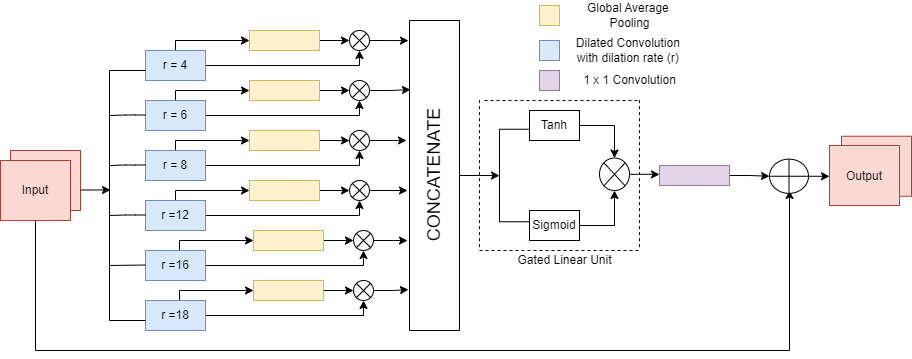 Global Average
Pooling
Dilated Convolution
with dilation rate (r)
1 x 1 Convolution
r = 4
r = 6
r = 8
r =12
r =16
r =18
Input
CONCATENATE
Tanh
Sigmoid
Gated Linear Unit
Output